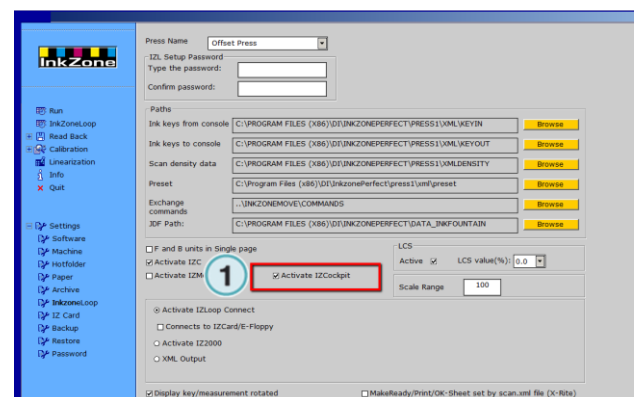 InkZone
Run
InkZoneLoop
Read Back
Calibration
Linearization
Info
Quit
Settings
Software
Machine
Hotfolder
Paper
Archive
InkzoneLoop
IZ Card
Backup
Restore
Password
Press Name Offset Press
IZL Setup Password
Type the password:
Confirm password:
Paths
Ink keys from console C:\PROGRAM FILES (X86)\DI\INKZONEPERFECT\PRESS1\XML\KEYIN Browse
Ink keys to console C:\PROGRAM FILES (X86)\DI\INKZONEPERFECT\PRESS1\XML\KEYOUT Browse
Scan density data C:\PROGRAM FILES (X86)\DI\INKZONEPERFECT\PRESS1\XMLDENSITY Browse
Preset C:\Program Files (x86)\DI\InkzonePerfect\press1\xml\preset Browse
Exchange commands ..\INKZONEMOVE\COMMANDS Browse
JDF Path: C:\PROGRAM FILES (X86)\DI\INKZONEPERFECT\DATA_INKFOUNTAIN Browse
F and B units in Single page
LCS
Activate IZC
Active LCS value(%): 0.0
Activate IZM
1
Activate IZCockpit
Scale Range 100
Activate IZLoop Connect
Connects to IZCard/E-Floppy
Activate IZ2000
XML Output
Display key/measurement rotated
MakeReady/Print/OK-Sheet set by scan.xml file (X-Rite)